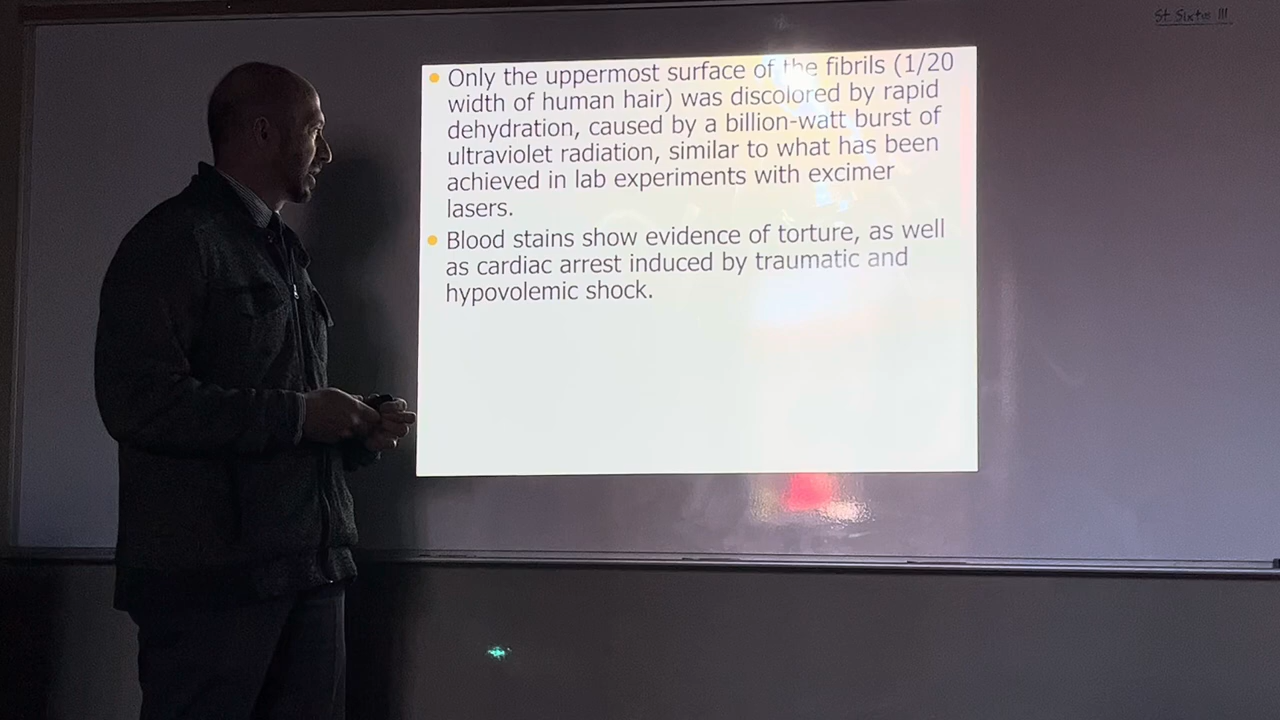 St. Sixtus III
Only the uppermost surface of the fibrils (1/20
width of human hair) was discolored by rapid
dehydration, caused by a billion-watt burst of
ultraviolet radiation, similar to what has been
achieved in lab experiments with excimer
lasers.
Blood stains show evidence of torture, as well
as cardiac arrest induced by traumatic and
hypovolemic shock.